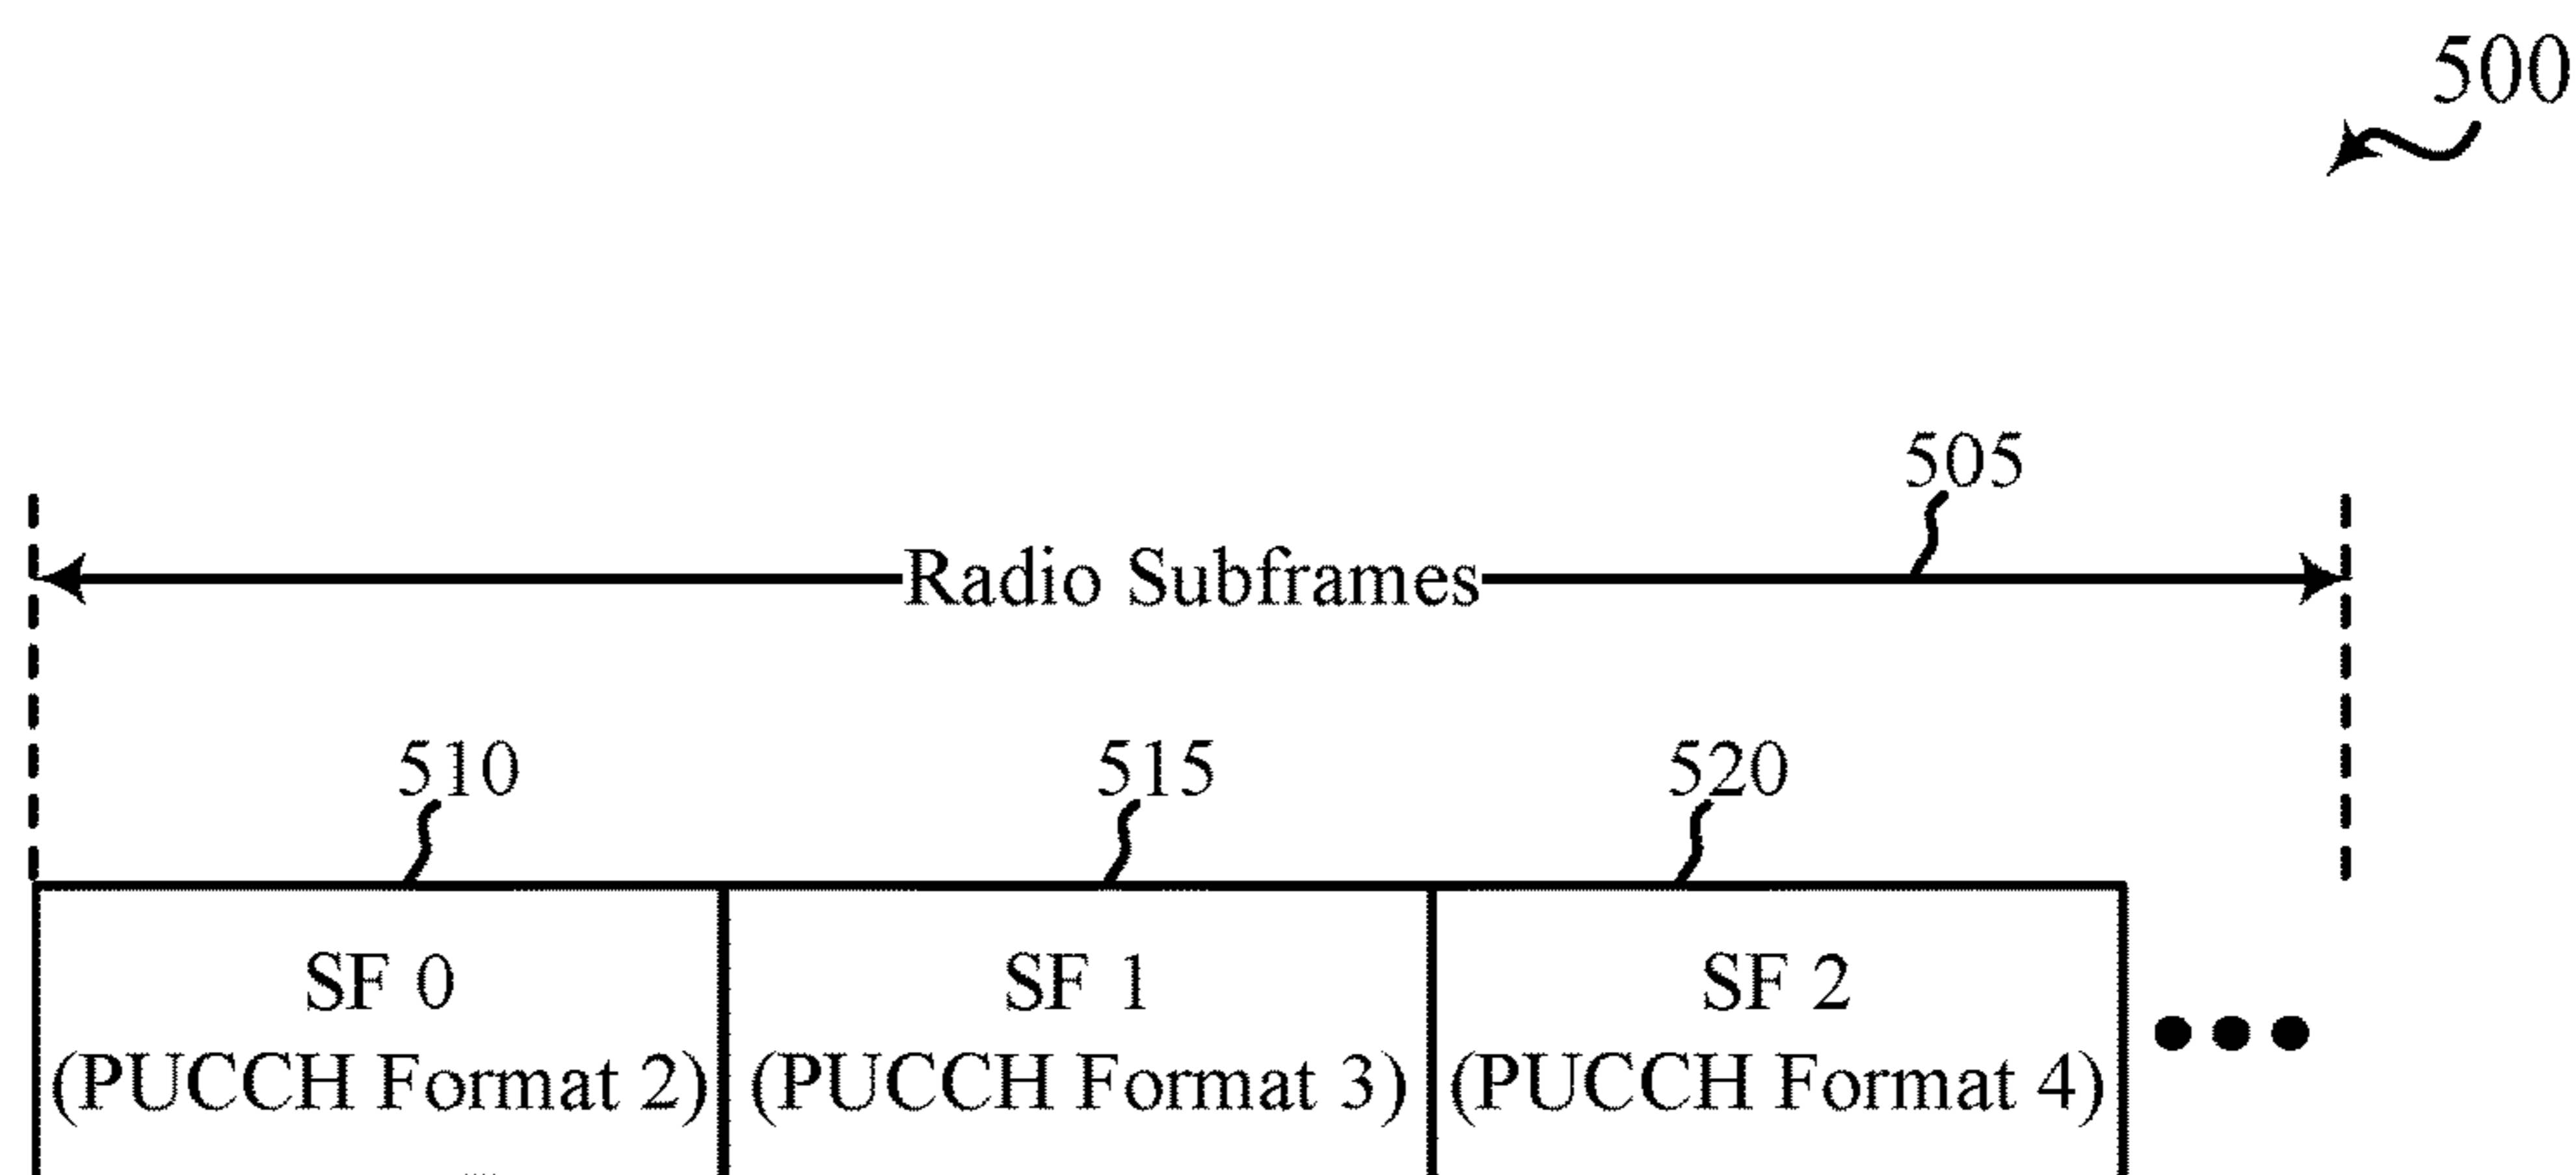 500
505
Radio Subframes
510
515
520
SF 0
(PUCCH Format 2)
SF 1
(PUCCH Format 3)
SF 2
(PUCCH Format 4)